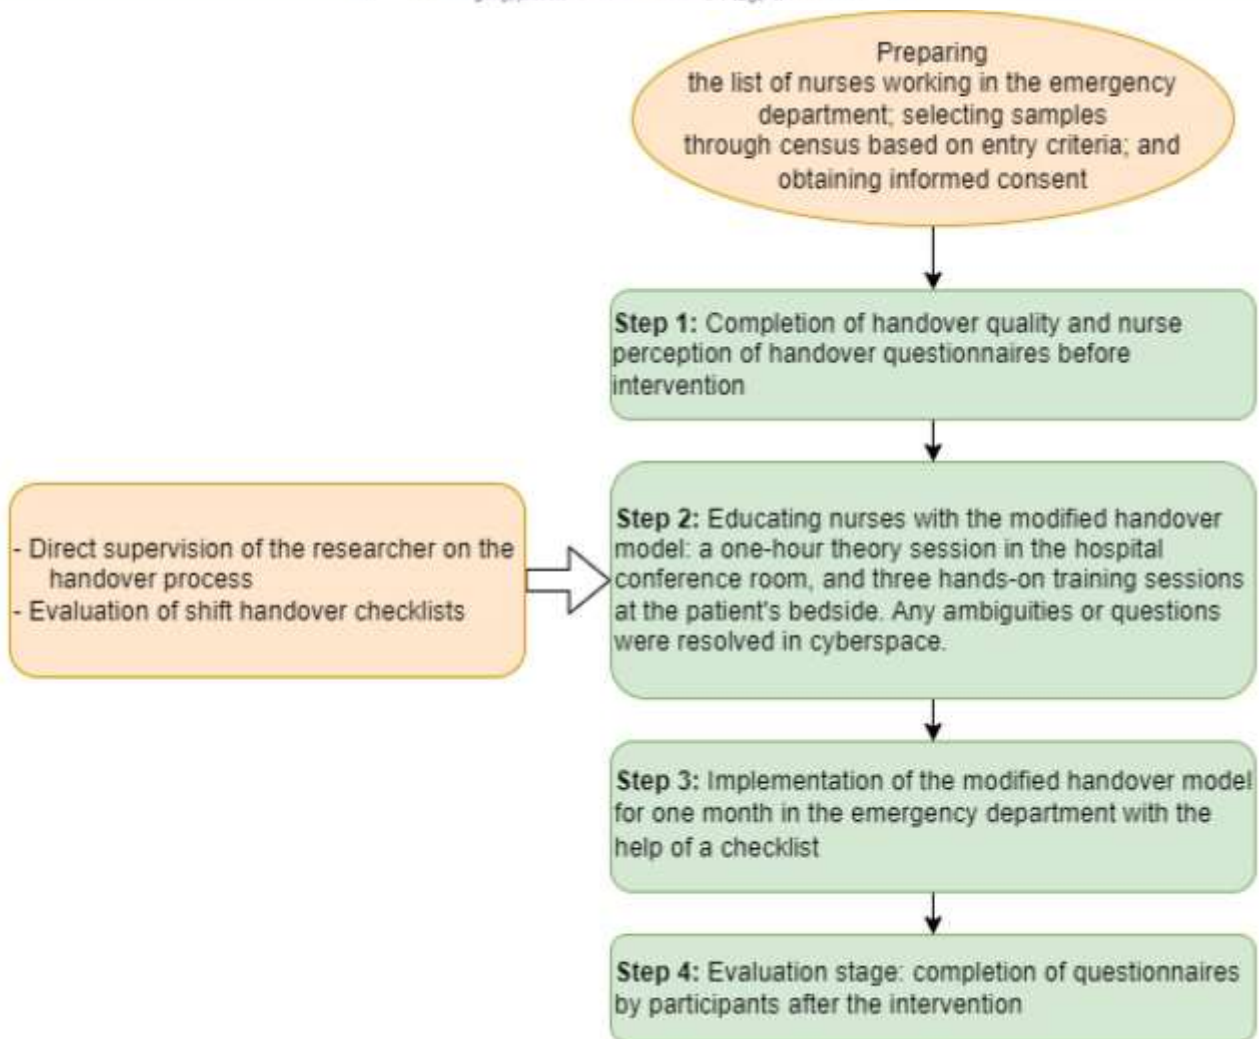 Preparing
the list of nurses working in the emergency
department; selecting samples
through census based on entry criteria; and
obtaining informed consent
Step 1: Completion of handover quality and nurse
perception of handover questionnaires before
intervention
- Direct supervision of the researcher on the
handover process
- Evaluation of shift handover checklists
Step 2: Educating nurses with the modified handover
model: a one-hour theory session in the hospital
conference room, and three hands-on training sessions
at the patient's bedside. Any ambiguities or questions
were resolved in cyberspace.
Step 3: Implementation of the modified handover model
for one month in the emergency department with the
help of a checklist
Step 4: Evaluation stage: completion of questionnaires
by participants after the intervention